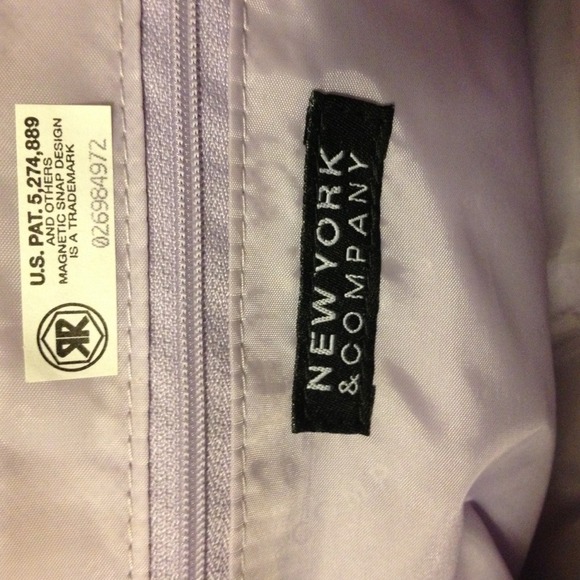 U.S. PAT. 5,274,889
AND OTHERS
MAGNETIC SNAP DESIGN
IS A TRADEMARK
026984972
NEW YORK
& COMPANY